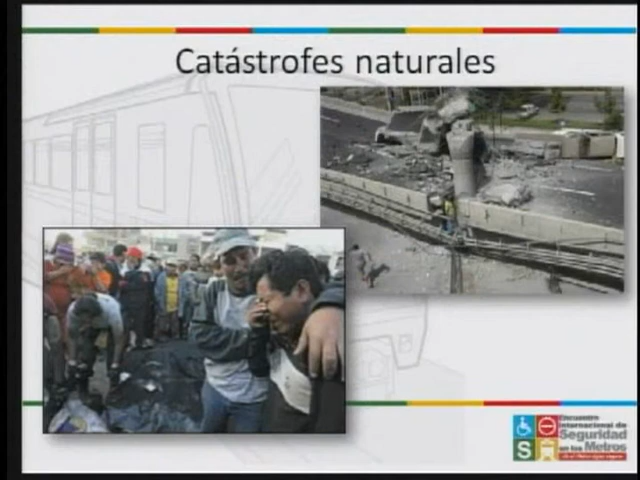 Catástrofes naturales
Encuentro
Internacional de
Seguridad
en los Metros
S